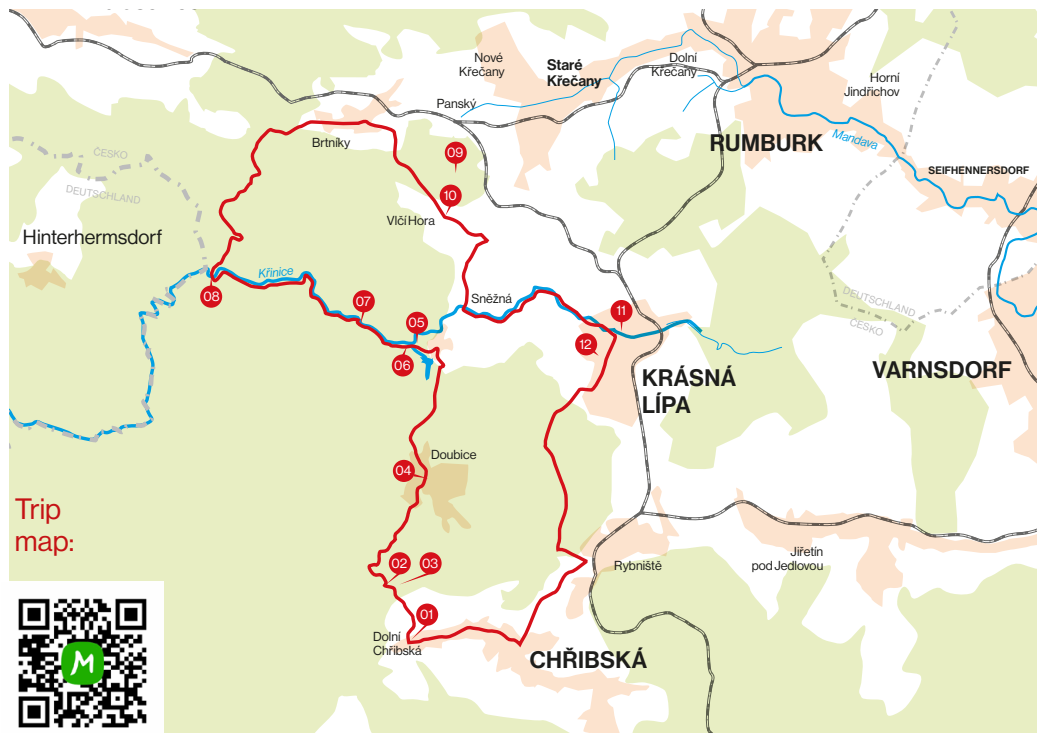 Nové
Křečany
Staré
Křečany
Dolní
Křečany
Horní
Jindřichov
Panský
RUMBURK
Mandava
SEIFHENNERSDORF
Brtníky
09
10
ČESKO
DEUTSCHLAND
Vlčí Hora
Hinterhermsdorf
Křinice
08
07
05
Sněžná
06
11
12
DEUTSCHLAND
ČESKO
KRÁSNÁ
LÍPA
VARNSDORF
Doubice
04
Trip
map:
02
03
Rybniště
Jiřetín
pod Jedlovou
01
Dolní
Chřibská
CHŘIBSKÁ
M